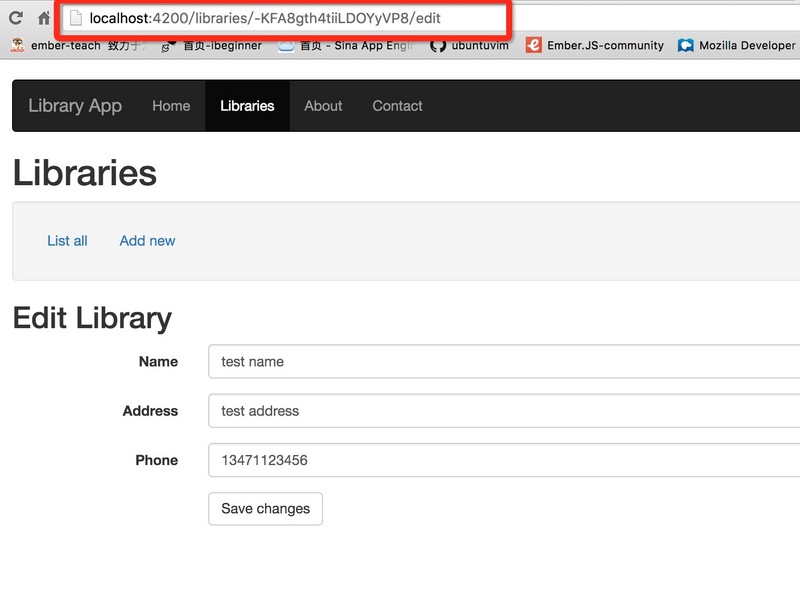 localhost:4200/libraries/-KFA8gth4tiiLDOYyVP8/edit
ember-teach 致力于 首页-ibeginner 首页 - Sina App Engi ubuntuvim Ember.JS-community Mozilla Developer
Library App Home Libraries About Contact
Libraries
List all Add new
Edit Library
Name test name
Address test address
Phone 13471123456
Save changes